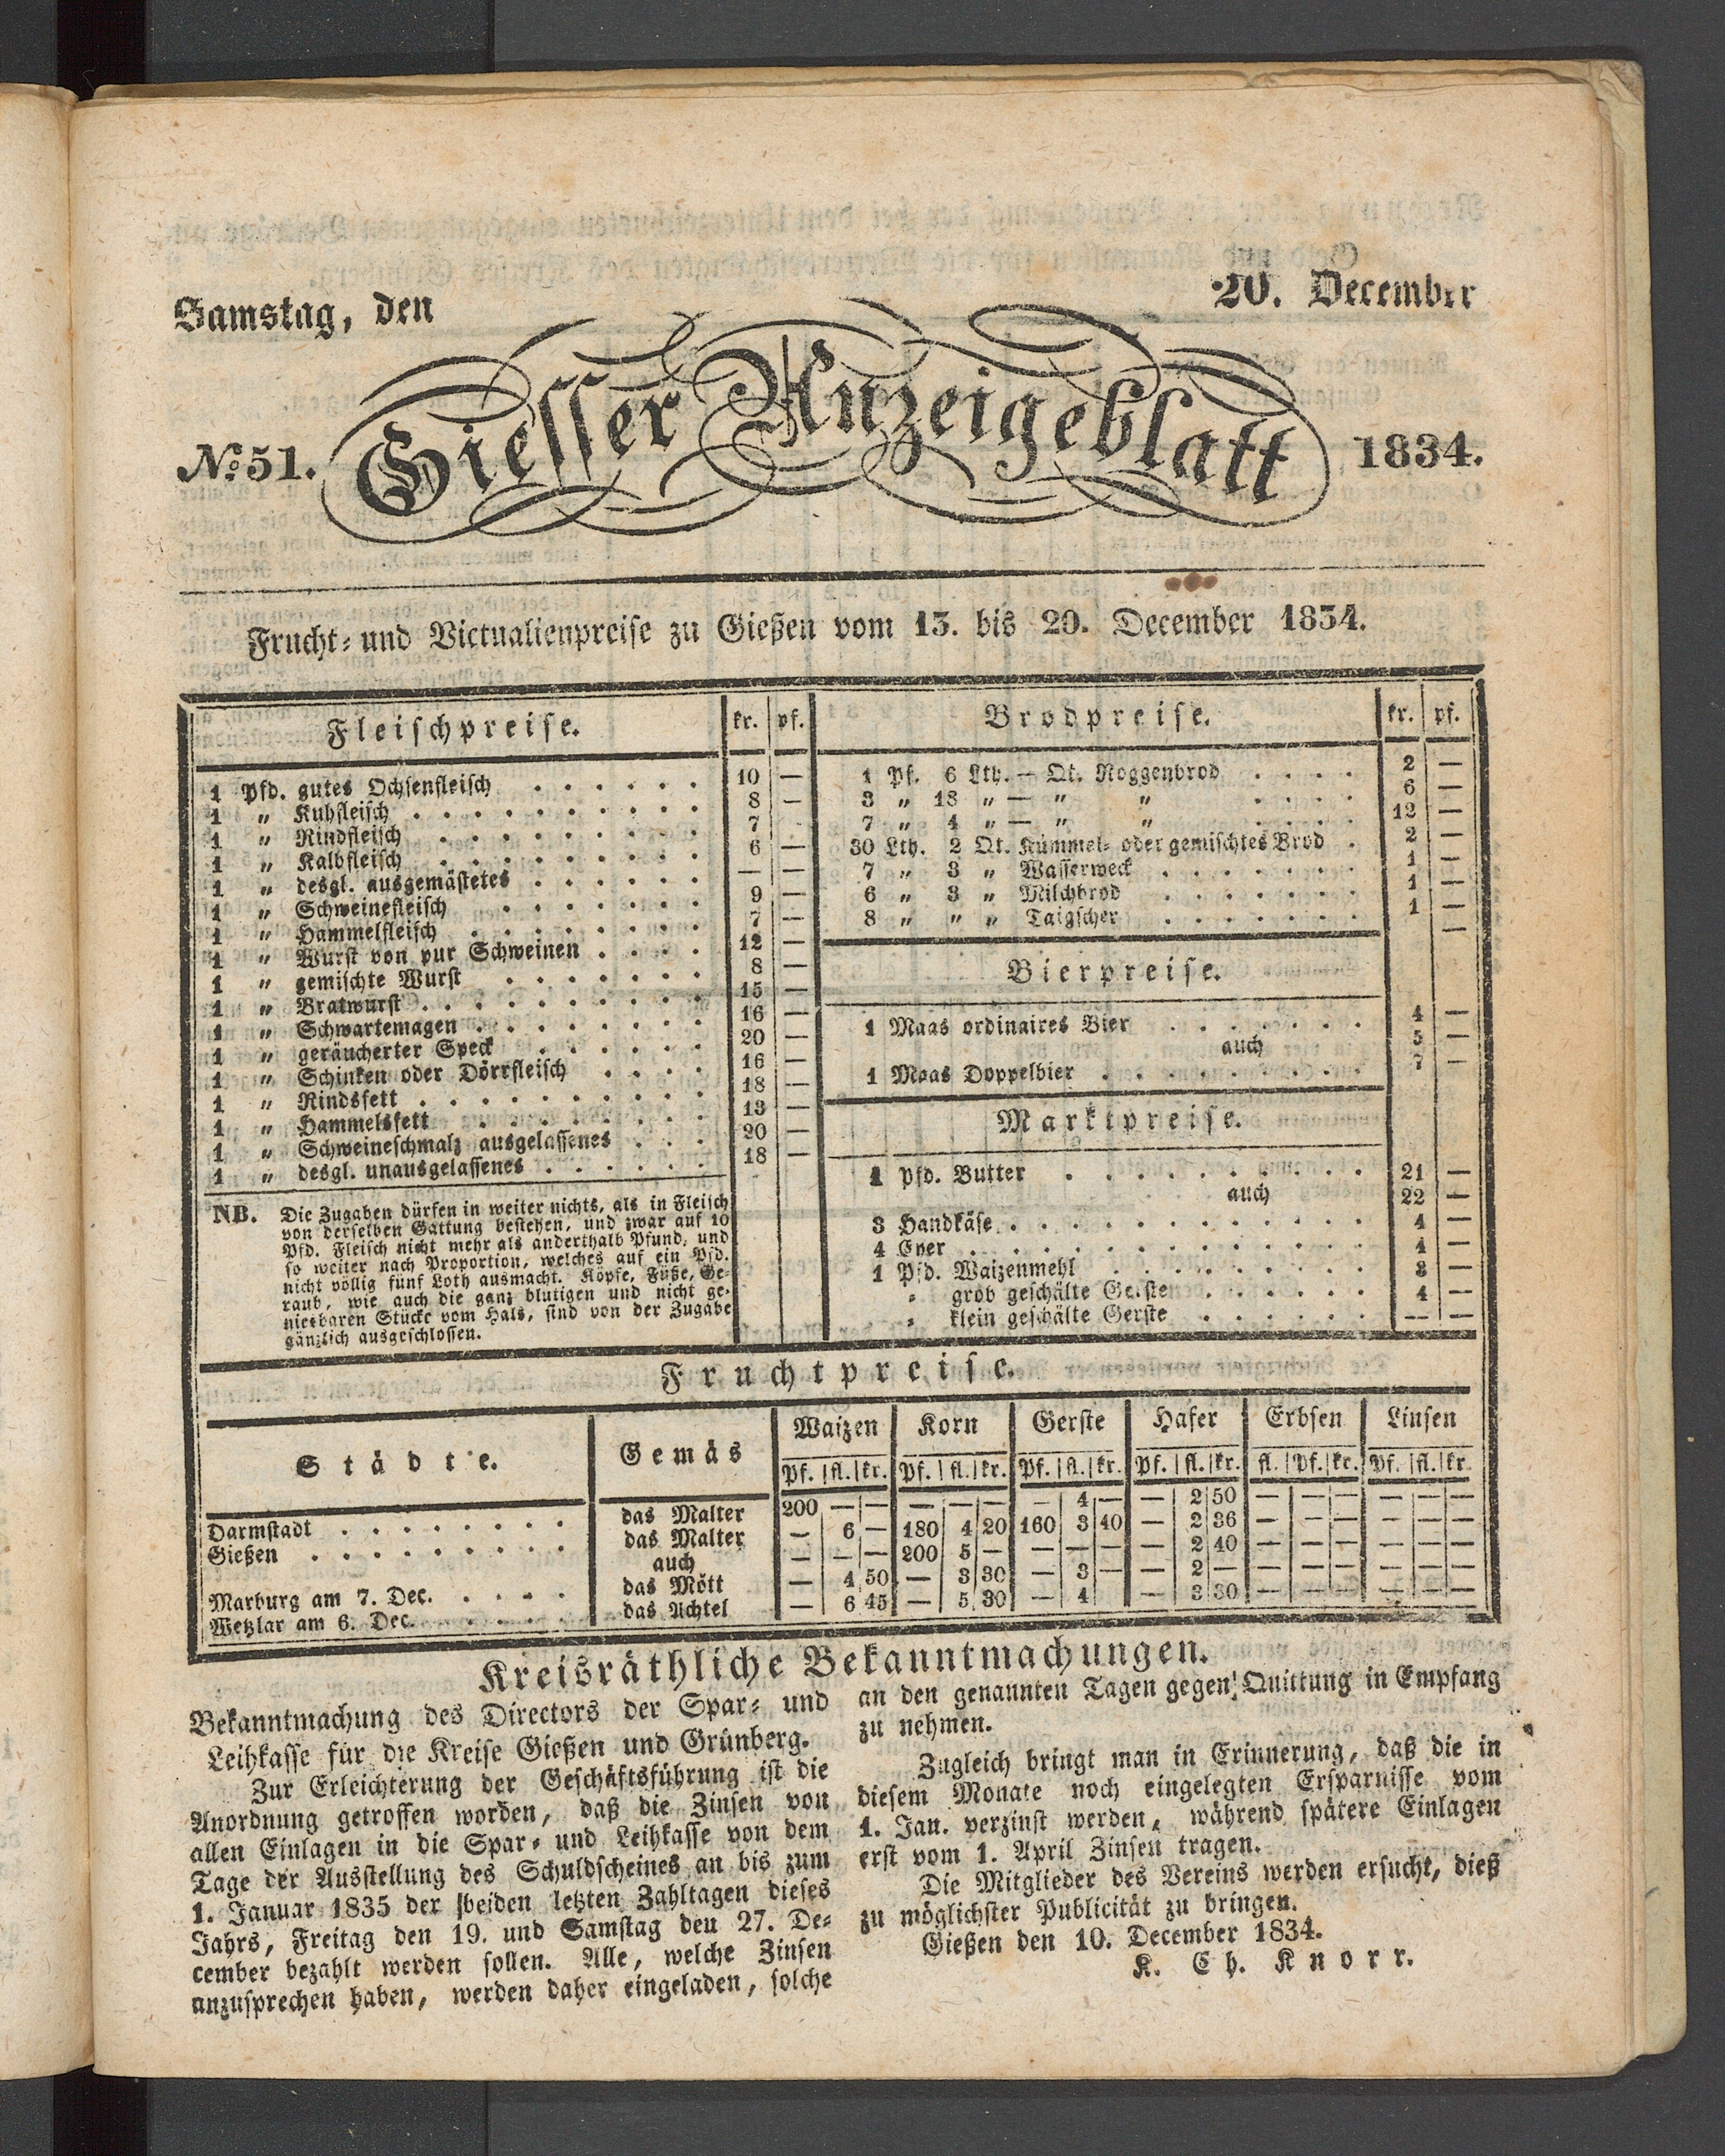 Samstag, den 20. December
No: 51. Giesser Anzeigeblatt 1834.
Frucht- und Victualienpreise zu Gießen vom 13. bis 20. December 1834.
Fleischpreise. kr. pf.
1 Pfd. gutes Ochsenfleisch . . . . . . 10 —
1 „ Kuhfleisch . . . . . . . . . . 8 —
1 „ Rindfleisch . . . . . . . . . 7
1 „ Kalbfleisch . . . . . . . . . 6 —
1 „ desgl. ausgemästetes . . . . . . — —
1 „ Schweinefleisch . . . . . . . 9 —
1 „ Hammelfleisch . . . . . . . . 7 —
1 „ Wurst von pur Schweinen . . . . 12 —
1 „ gemischte Wurst . . . . . . . 8 —
1 „ Bratwurst . . . . . . . . . . 15 —
1 „ Schwartemagen . . . . . . . . 16 —
1 „ geräucherter Speck . . . . . . 20 —
1 „ Schinken oder Dörrfleisch . . . . 16 —
1 „ Rindsfett . . . . . . . . . . 18 —
1 „ Hammelsfett . . . . . . . . 13 —
1 „ Schweineschmalz ausgelassenes . . . 20 —
1 „ desgl. unausgelassenes . . . . . . 18 —
NB. Die Zugaben dürfen in weiter nichts, als in Fleisch
von derselben Gattung bestehen, und zwar auf 10
Pfd. Fleisch nicht mehr als anderthalb Pfund, und
so weiter nach Proportion, welches auf ein Pfd.
nicht völlig fünf Loth ausmacht. Köpfe, Füße, Ge-
raub, wie auch die ganz blutigen und nicht ge-
niesbaren Stücke vom Hals, sind von der Zugabe
gänzlich ausgeschlossen.
Brodpreise. kr. pf.
1 Pf. 6 Lth. — Qt. Roggenbrod . . . . 2 —
3 „ 13 „ — „ „ . . . . 6 —
7 „ 4 „ — „ „ . . . . 12 —
30 Lth. 2 Qt. Kümmel- oder gemischtes Brod . 2 —
7 „ 3 „ Wasserweck . . . . . . . 1 —
6 „ 3 „ Milchbrod . . . . . . . 1 —
8 „ „ „ Taigscher . . . . . . . 1 —
Bierpreise.
1 Maas ordinaires Bier . . . . . . . 4 —
auch 5 —
1 Maas Doppelbier . . . . . . . . . 7 —
Marktpreise.
1 Pfd. Butter . . . . . . . . . . 21 —
auch 22 —
3 Handkäse . . . . . . . . . . . . 4 —
4 Eyer . . . . . . . . . . . . . 4 —
1 Pfd. Waizenmehl . . . . . . . . . 8 —
„ grob geschälte Gerste . . . . . . 4 —
„ klein geschälte Gerste . . . . . . — —
Fruchtpreise.
Städte. Gemäs Waizen Korn Gerste Hafer Erbsen Linsen
Pf. fl. kr. Pf. fl. kr. Pf. fl. kr. Pf. fl. kr. fl. Pf. kr. Pf. fl. kr.
Darmstadt . . . . . . . . das Malter 200 — — — — — — 4 — — 2 50 — — — — — —
Gießen . . . . . . . . . das Malter — 6 — 180 4 20 160 3 40 — 2 36 — — — — — —
auch — — — 200 5 — — — — — 2 40 — — — — — —
Marburg am 7. Dec. . . . . . das Mött — 4 50 — 3 30 — 3 — — 2 — — — — — — —
Wetzlar am 6. Dec. . . . . . das Achtel — 6 45 — 5 30 — 4 — 3 30 — — — — — —
Kreisräthliche Bekanntmachungen.
Bekanntmachung des Directors der Spar- und
Leihkasse für die Kreise Gießen und Grünberg.
Zur Erleichterung der Geschäftsführung ist die
Anordnung getroffen worden, daß die Zinsen von
allen Einlagen in die Spar- und Leihkasse von dem
Tage der Ausstellung des Schuldscheines an bis zum
1. Januar 1835 der beiden letzten Zahltagen dieses
Jahrs, Freitag den 19. und Samstag den 27. De-
cember bezahlt werden sollen. Alle, welche Zinsen
anzusprechen haben, werden daher eingeladen, solche
an den genannten Tagen gegen Quittung in Empfang
zu nehmen.
Zugleich bringt man in Erinnerung, daß die in
diesem Monate noch eingelegten Ersparnisse vom
1. Jan. verzinst werden, während spätere Einlagen
erst vom 1. April Zinsen tragen.
Die Mitglieder des Vereins werden ersucht, dieß
zu möglichster Publicität zu bringen.
Gießen den 10. December 1834.
K. Ch. Knorr.